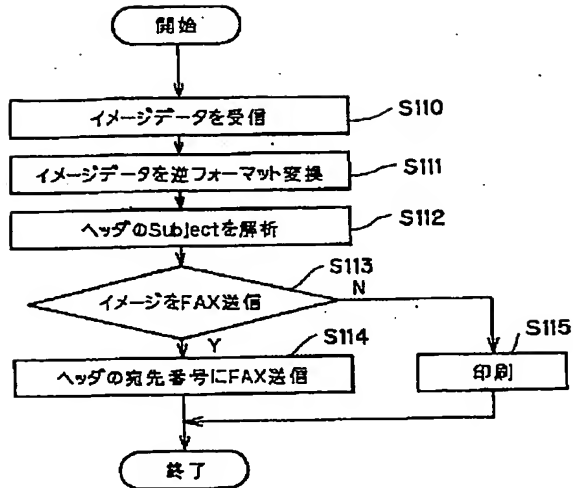 開始
イメージデータを受信
S110
イメージデータを逆フォーマット変換
S111
ヘッダのSubjectを解析
S112
S113
イメージをFAX送信
N
Y
S114
ヘッダの宛先番号にFAX送信
S115
印刷
終了